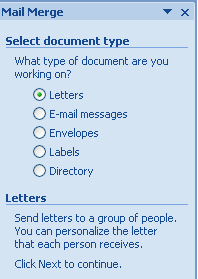 Mail Merge
Select document type
What type of document are you
working on?
Letters
E-mail messages
Envelopes
Labels
Directory
Letters
Send letters to a group of people.
You can personalize the letter
that each person receives.
Click Next to continue.